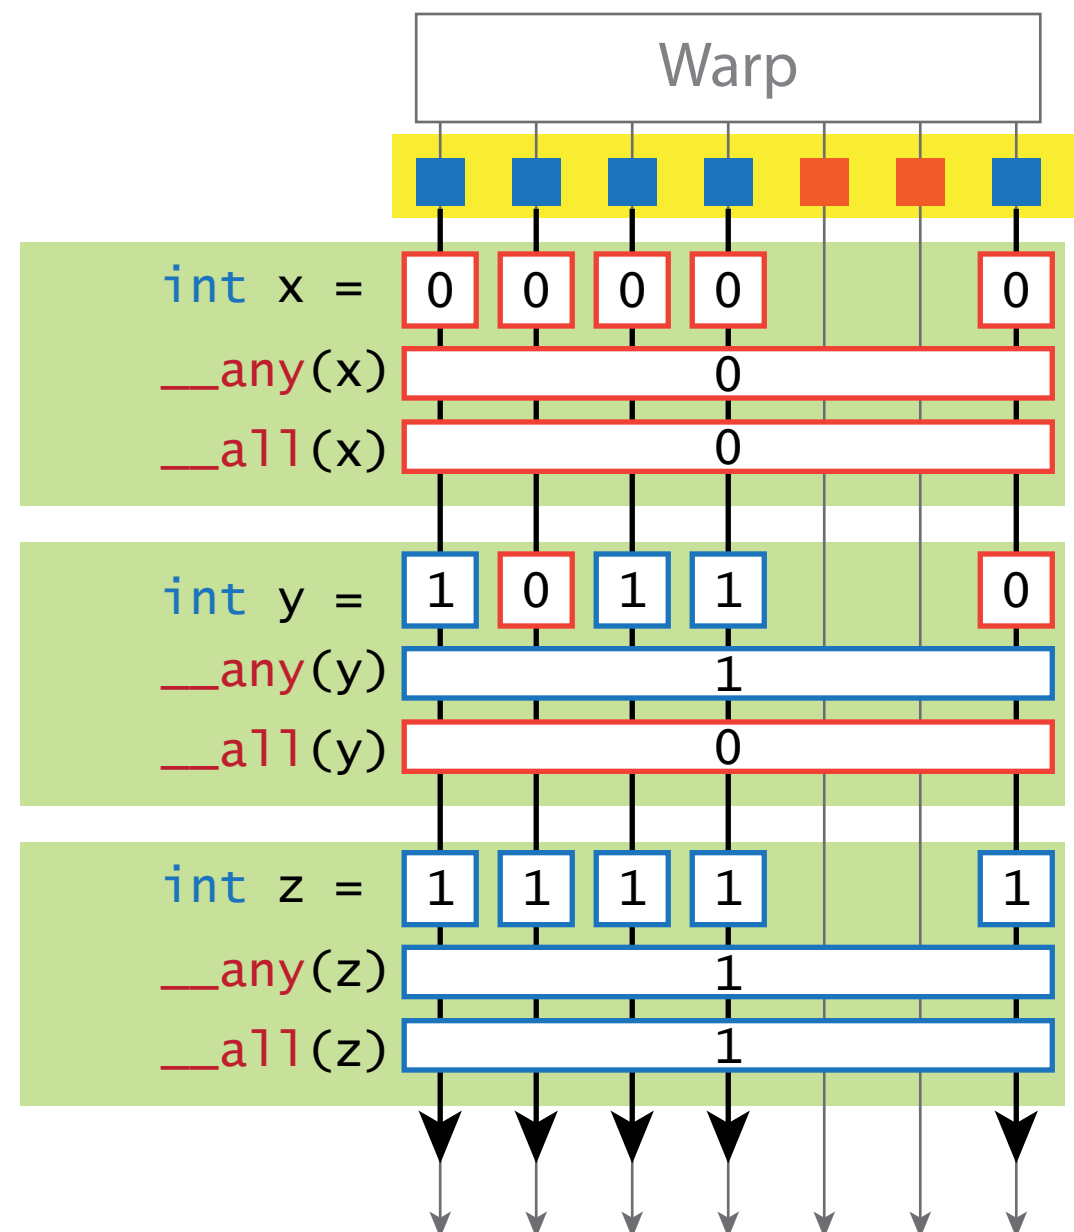 Warp
int x = 0 0 0 0 0
__any(x) 0
__all(x) 0
int y = 1 0 1 1 0
__any(y) 1
__all(y) 0
int z = 1 1 1 1 1
__any(z) 1
__all(z) 1